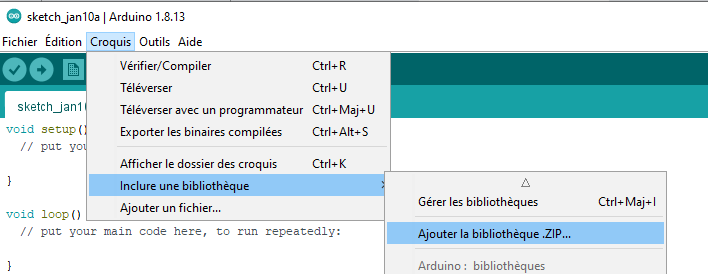 sketch_jan10a | Arduino 1.8.13
Fichier Édition Croquis Outils Aide
Vérifier/Compiler Ctrl+R
Téléverser Ctrl+U
sketch_jan1
Téléverser avec un programmateur Ctrl+Maj+U
void setup()
Exporter les binaires compilées Ctrl+Alt+S
// put you
Afficher le dossier des croquis Ctrl+K
}
Inclure une bibliothèque
Ajouter un fichier...
Gérer les bibliothèques Ctrl+Maj+I
void loop()
// put your main code here, to run repeatedly:
Ajouter la bibliothèque .ZIP...
}
Arduino : bibliothèques